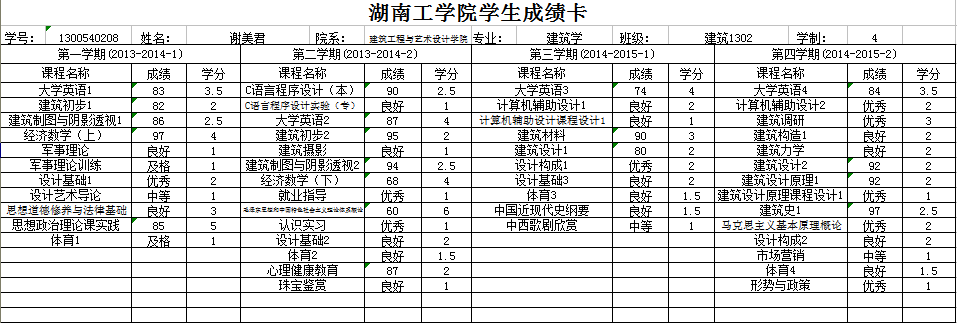 湖南工学院学生成绩卡
学号: 1300540208 姓名: 谢美君 院系: 建筑工程与艺术设计学院 专业: 建筑学 班级: 建筑1302 学制: 4
第一学期(2013-2014-1) 第二学期(2013-2014-2) 第三学期(2014-2015-1) 第四学期(2014-2015-2)
课程名称 成绩 学分 课程名称 成绩 学分 课程名称 成绩 学分 课程名称 成绩 学分
大学英语1 83 3.5 C语言程序设计（本） 90 2.5 大学英语3 74 4 大学英语4 84 3.5
建筑初步1 82 2 C语言程序设计实验（专） 良好 1 计算机辅助设计1 良好 2 计算机辅助设计2 优秀 2
建筑制图与阴影透视1 86 2.5 大学英语2 87 4 计算机辅助设计课程设计1 良好 1 建筑调研 优秀 3
经济数学（上） 97 4 建筑初步2 95 2 建筑材料 90 3 建筑构造1 良好 2
军事理论 良好 1 建筑摄影 良好 1 建筑设计1 80 2 建筑力学 良好 2
军事理论训练 及格 1 建筑制图与阴影透视2 94 2.5 设计构成1 优秀 2 建筑设计2 92 2
设计基础1 优秀 2 经济数学（下） 68 4 设计基础3 良好 2 建筑设计原理1 92 2
设计艺术导论 中等 1 就业指导 优秀 1 体育3 良好 1.5 建筑设计原理课程设计1 优秀 1
思想道德修养与法律基础 良好 3 毛泽东思想和中国特色社会主义理论体系概论 60 6 中国近现代史纲要 良好 1.5 建筑史1 97 2.5
思想政治理论课实践 85 5 认识实习 优秀 1 中西歌剧欣赏 中等 1 马克思主义基本原理概论 优秀 2
体育1 及格 1 设计基础2 良好 2 设计构成2 良好 2
体育2 良好 1.5 市场营销 中等 1
心理健康教育 87 2 体育4 良好 1.5
珠宝鉴赏 良好 1 形势与政策 优秀 1